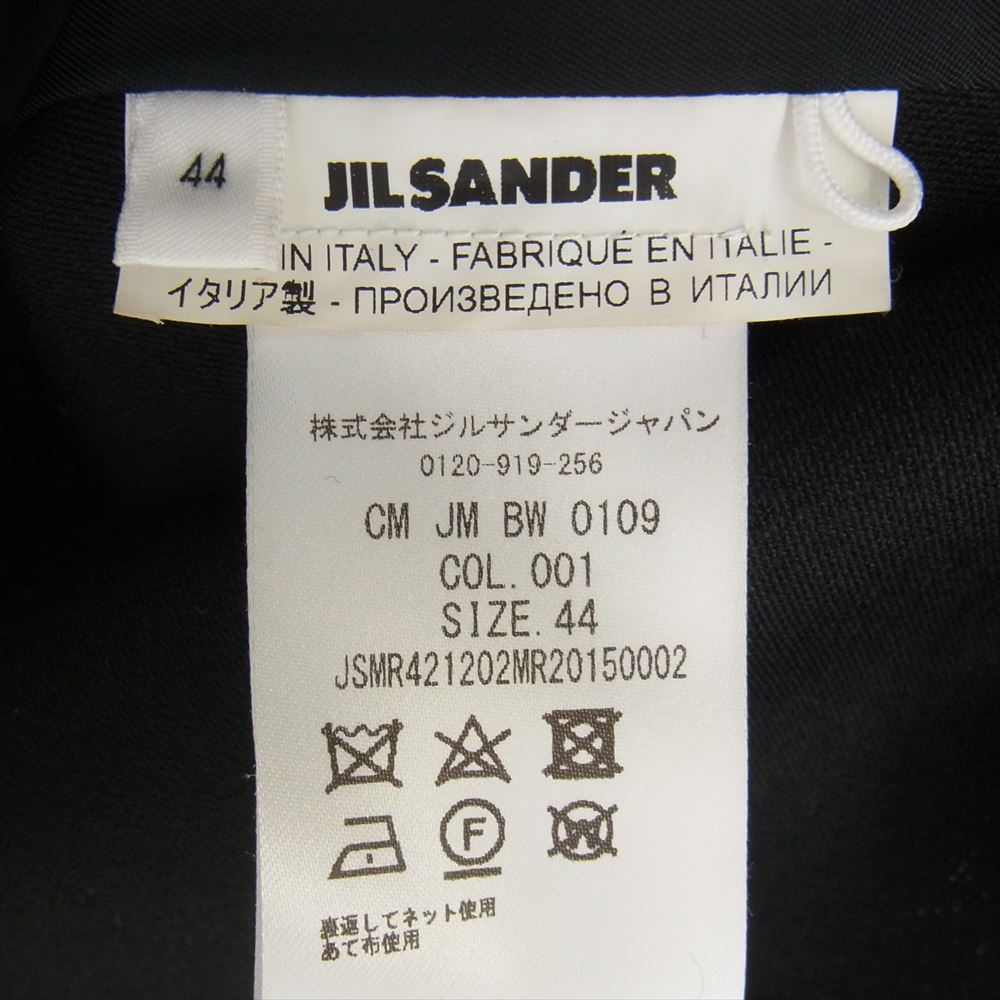 44
JIL SANDER
IN ITALY - FABRIQUÉ EN ITALIE -
イタリア製 - ПРОИЗВЕДЕНО В ИТАЛИИ
株式会社ジルサンダージャパン
0120-919-256
CM JM BW 0109
COL. 001
SIZE. 44
JSMR421202MR20150002
F
W
裏返してネット使用
あて布使用